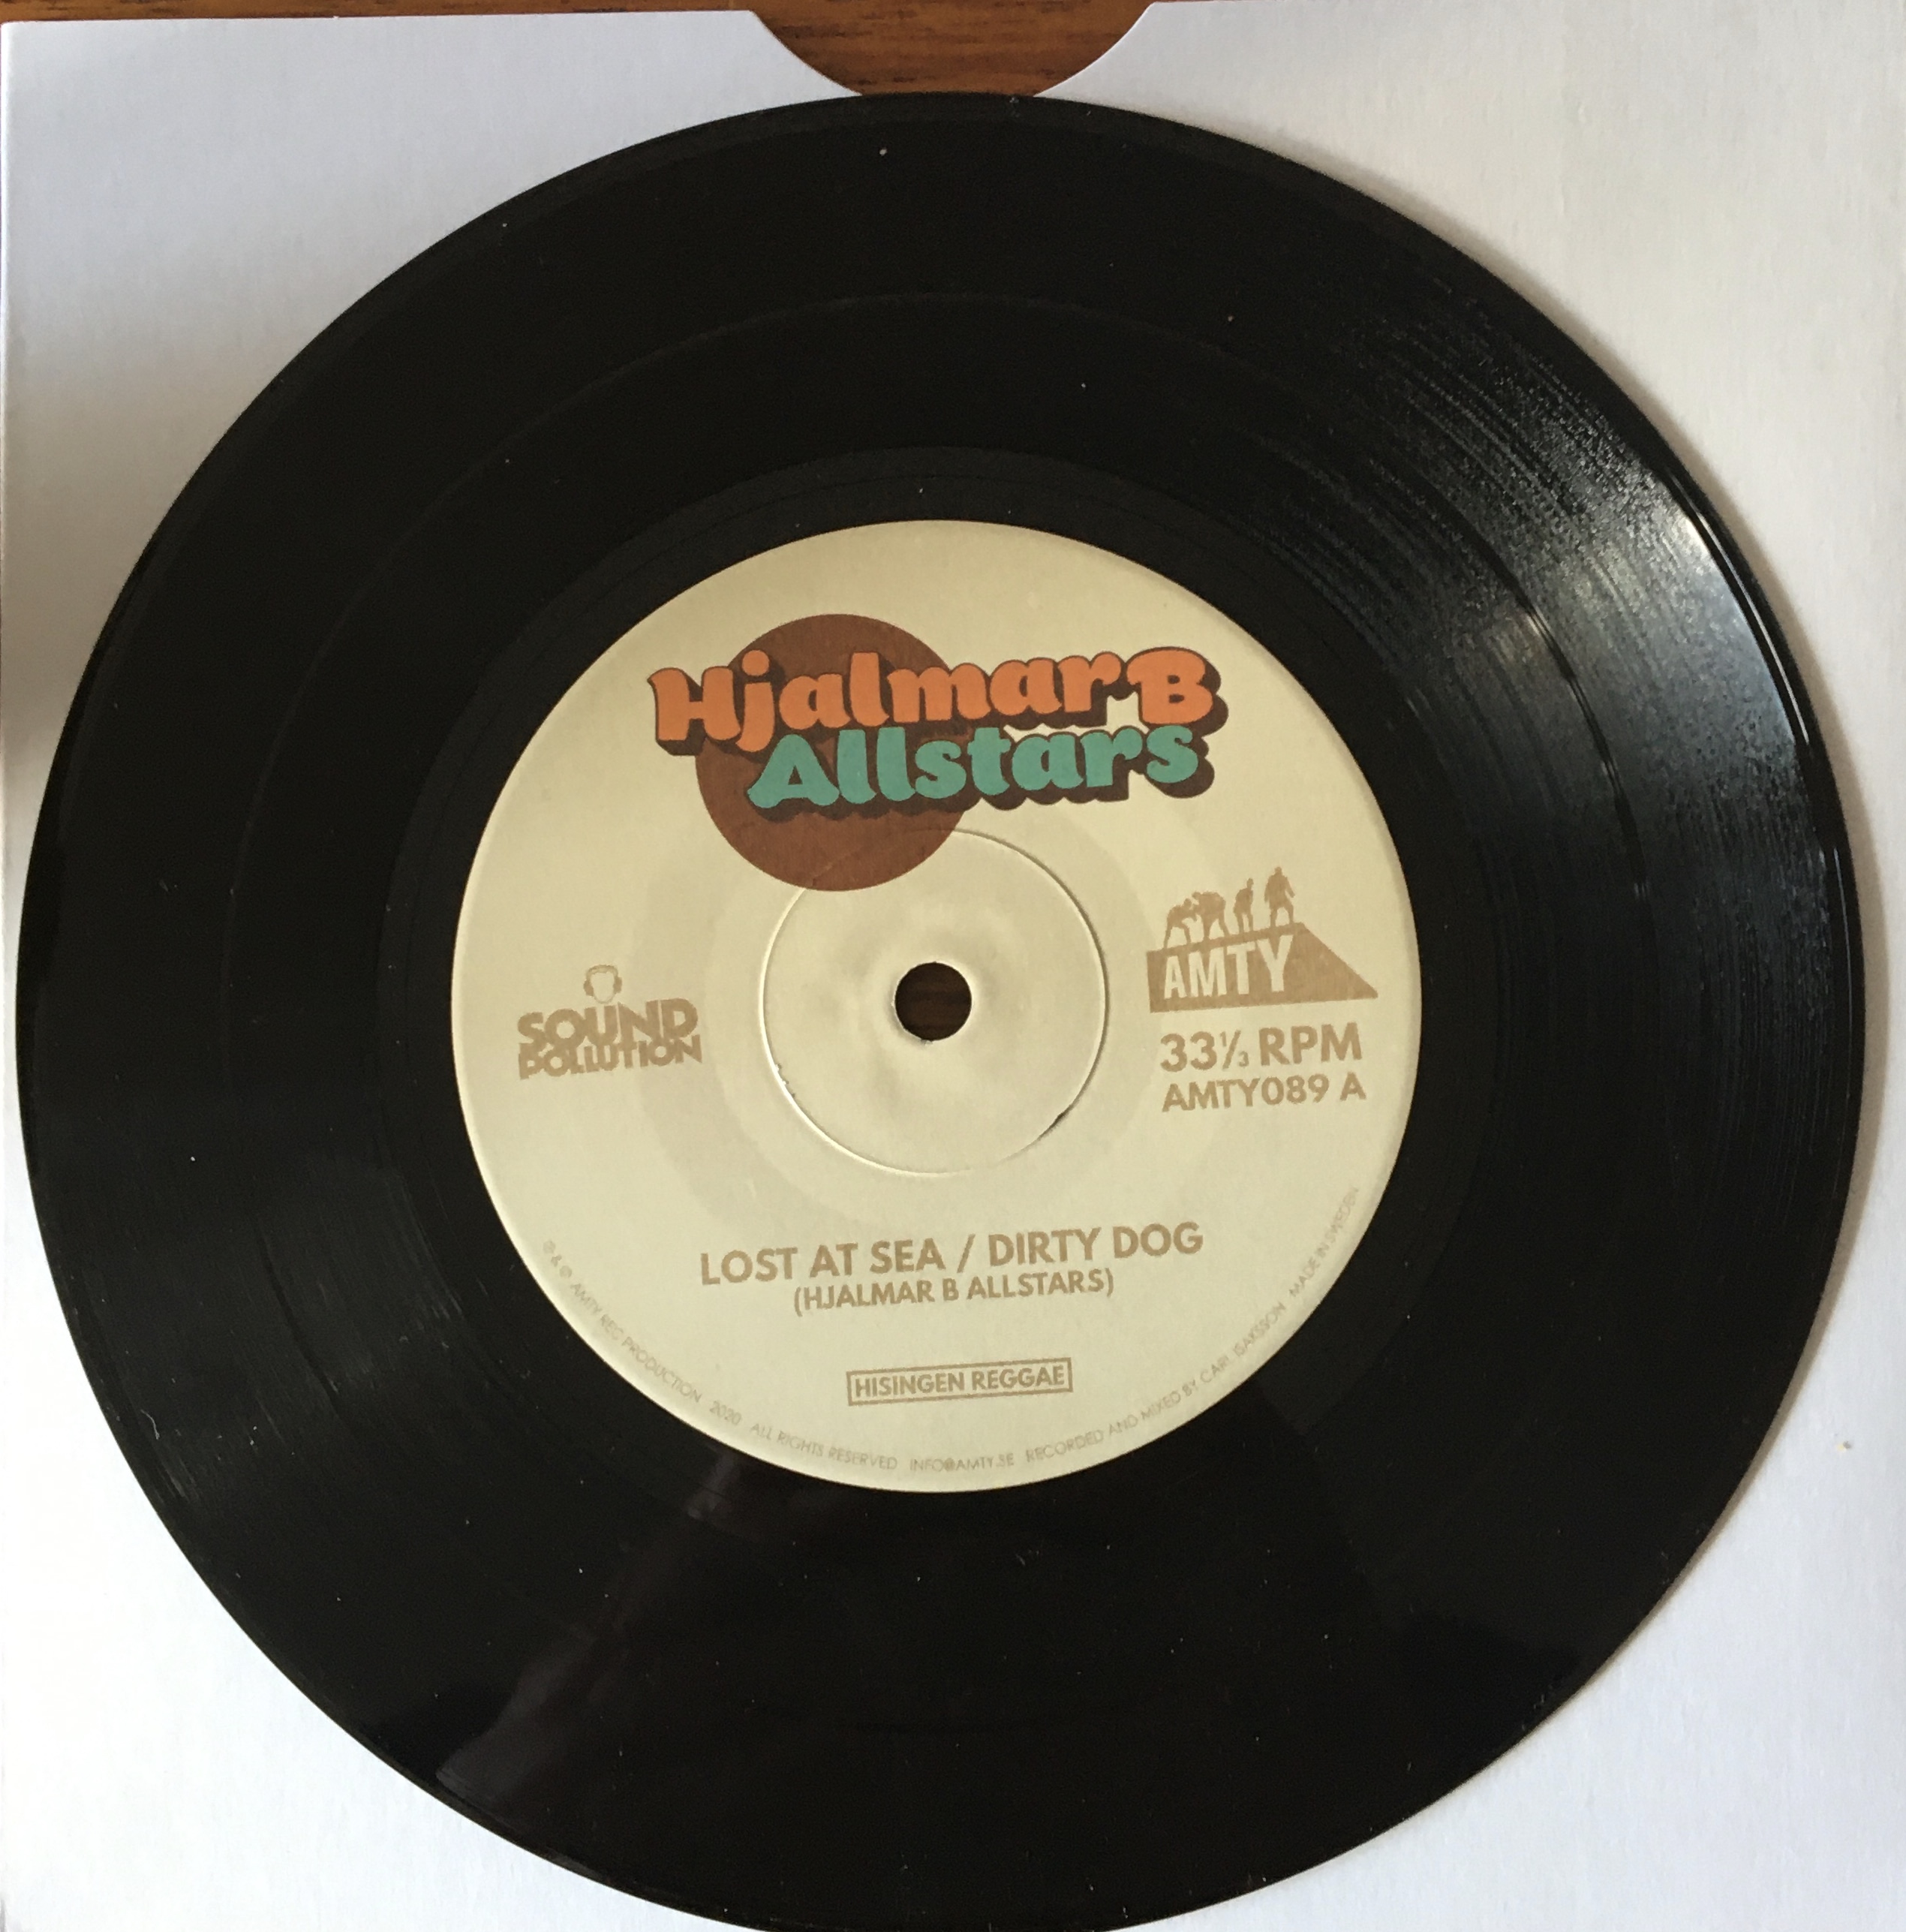 Hjalmar B
Allstars
AMTY
SOUND
POLLUTION
33⅓ RPM
AMTY089 A
LOST AT SEA / DIRTY DOG
(HJALMAR B ALLSTARS)
HISINGEN REGGAE
℗ & © AMTY REC PRODUCTION 2020 ALL RIGHTS RESERVED INFO@AMTY.SE RECORDED AND MIXED BY CARL ISAKSSON MADE IN SWEDEN